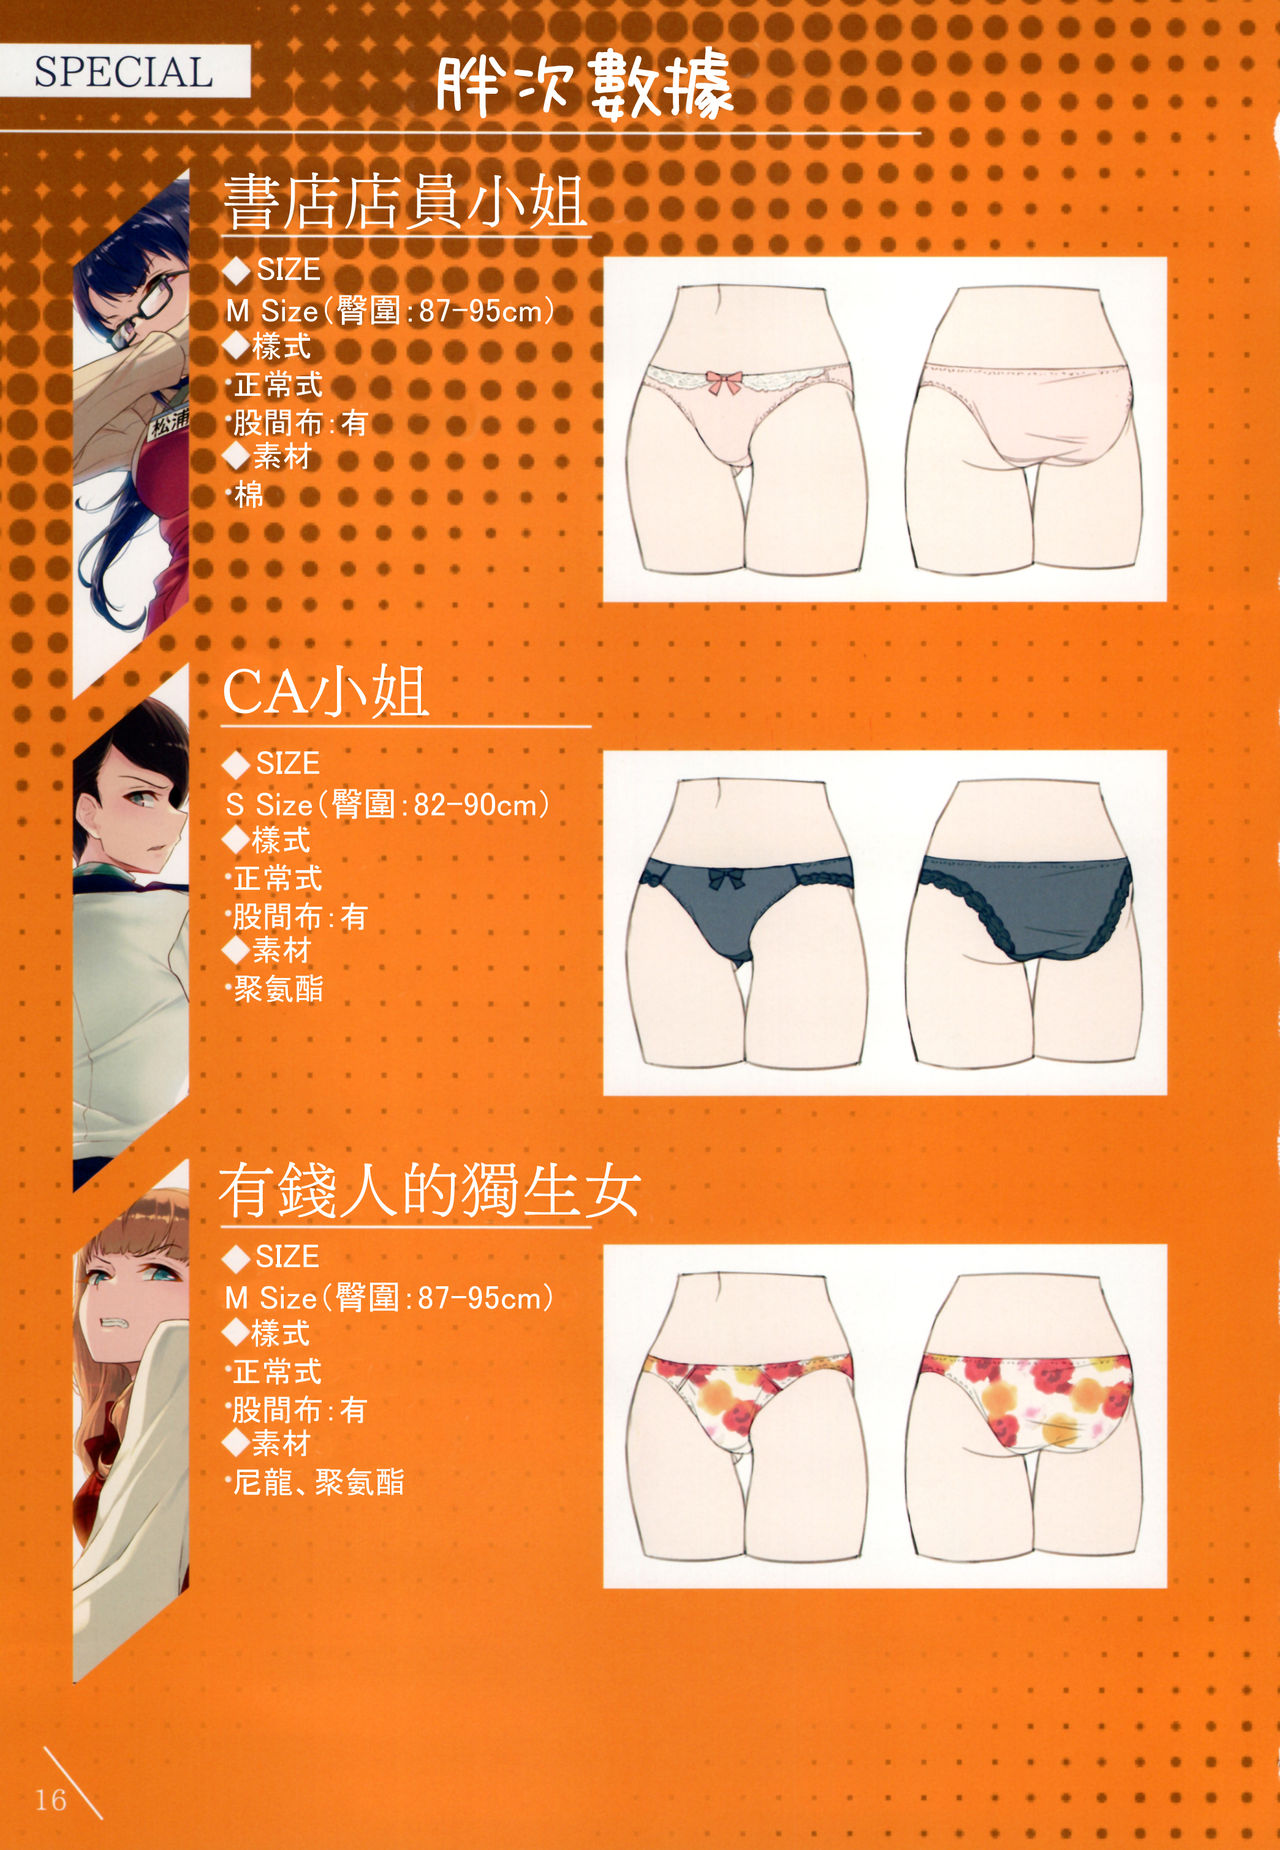 SPECIAL
胖次數據
書店店員小姐
◆SIZE
M Size(臀圍:87-95cm)
◆樣式
・正常式
・股間布:有
◆素材
・棉
松浦
CA小姐
◆SIZE
S Size(臀圍:82-90cm)
◆樣式
・正常式
・股間布:有
◆素材
・聚氨酯
有錢人的獨生女
◆SIZE
M Size(臀圍:87-95cm)
◆樣式
・正常式
・股間布:有
◆素材
・尼龍、聚氨酯
16